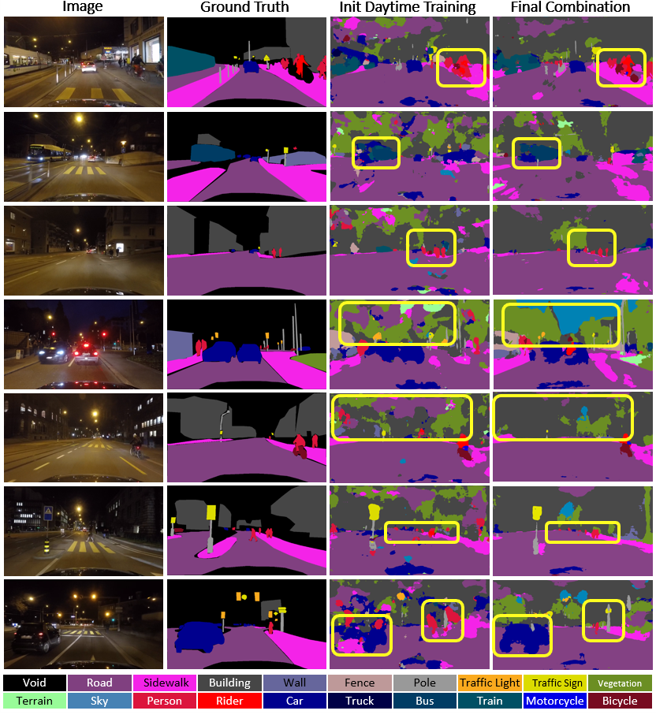 Image Ground Truth Init Daytime Training Final Combination
Void Road Sidewalk Building Wall Fence Pole Traffic Light Traffic Sign Vegetation
Terrain Sky Person Rider Car Truck Bus Train Motorcycle Bicycle